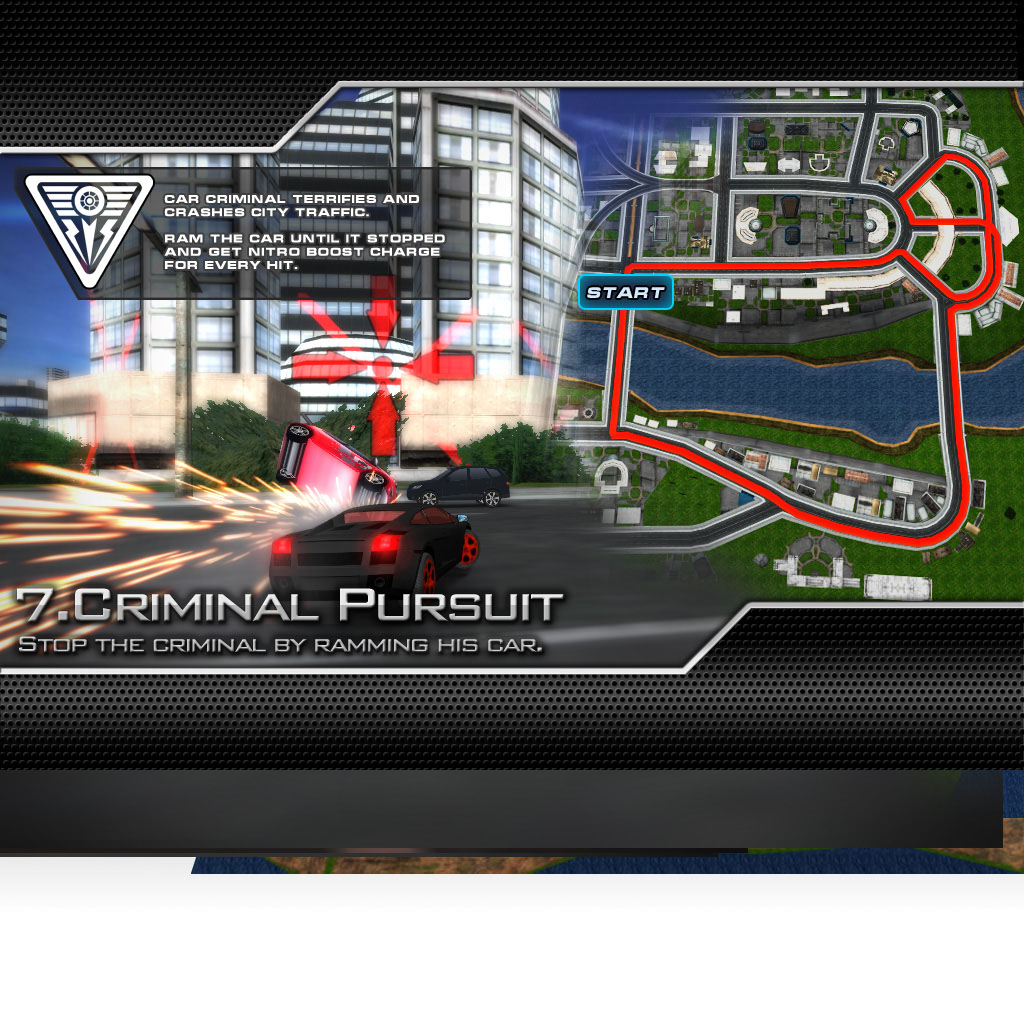 CAR CRIMINAL TERRIFIES AND
CRASHES CITY TRAFFIC.
RAM THE CAR UNTIL IT STOPPED
AND GET NITRO BOOST CHARGE
FOR EVERY HIT.
START
7.CRIMINAL PURSUIT
STOP THE CRIMINAL BY RAMMING HIS CAR.